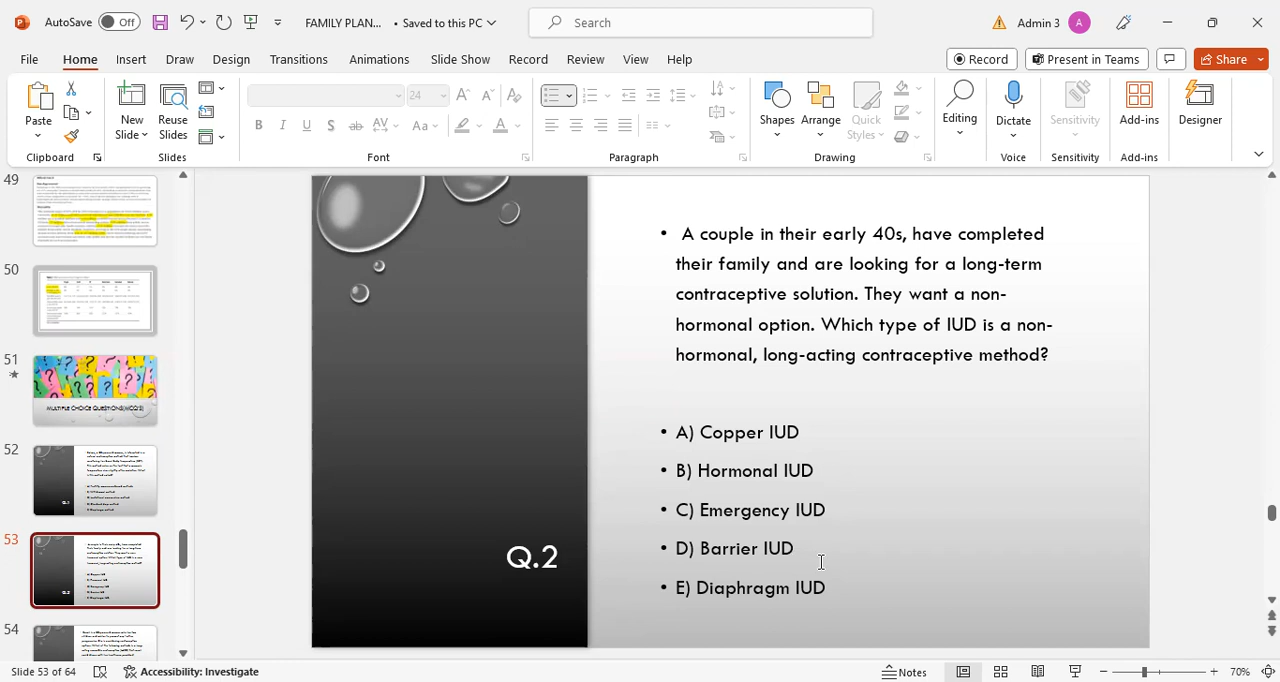 AutoSave Off FAMILY PLAN... • Saved to this PC Search Admin 3 A
File Home Insert Draw Design Transitions Animations Slide Show Record Review View Help Record Present in Teams Share
Paste New Slide Reuse Slides 24 Shapes Arrange Quick Styles Editing Dictate Sensitivity Add-ins Designer
Clipboard Slides Font Paragraph Drawing Voice Sensitivity Add-ins
49
50
51
MULTIPLE CHOICE QUESTIONS(MCQ'S)
52
53
54
• A couple in their early 40s, have completed
their family and are looking for a long-term
contraceptive solution. They want a non-
hormonal option. Which type of IUD is a non-
hormonal, long-acting contraceptive method?
• A) Copper IUD
• B) Hormonal IUD
• C) Emergency IUD
• D) Barrier IUD
• E) Diaphragm IUD
Q.2
Slide 53 of 64 Accessibility: Investigate Notes 70%